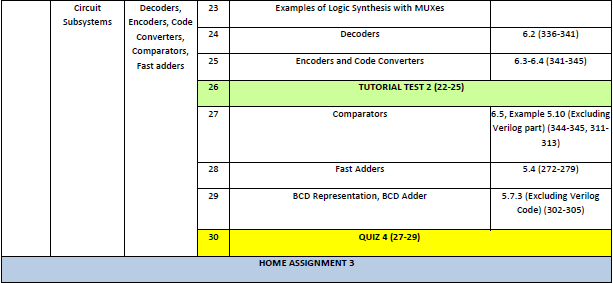 Circuit
Subsystems
Decoders,
Encoders, Code
Converters,
Comparators,
Fast adders
23 Examples of Logic Synthesis with MUXes
24 Decoders 6.2 (336-341)
25 Encoders and Code Converters 6.3-6.4 (341-345)
26 TUTORIAL TEST 2 (22-25)
27 Comparators 6.5, Example 5.10 (Excluding
Verilog part) (344-345, 311-
313)
28 Fast Adders 5.4 (272-279)
29 BCD Representation, BCD Adder 5.7.3 (Excluding Verilog
Code) (302-305)
30 QUIZ 4 (27-29)
HOME ASSIGNMENT 3